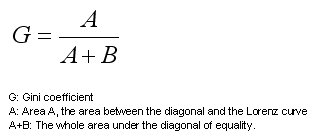 G = A / (A + B)
G: Gini coefficient
A: Area A, the area between the diagonal and the Lorenz curve
A+B: The whole area under the diagonal of equality.